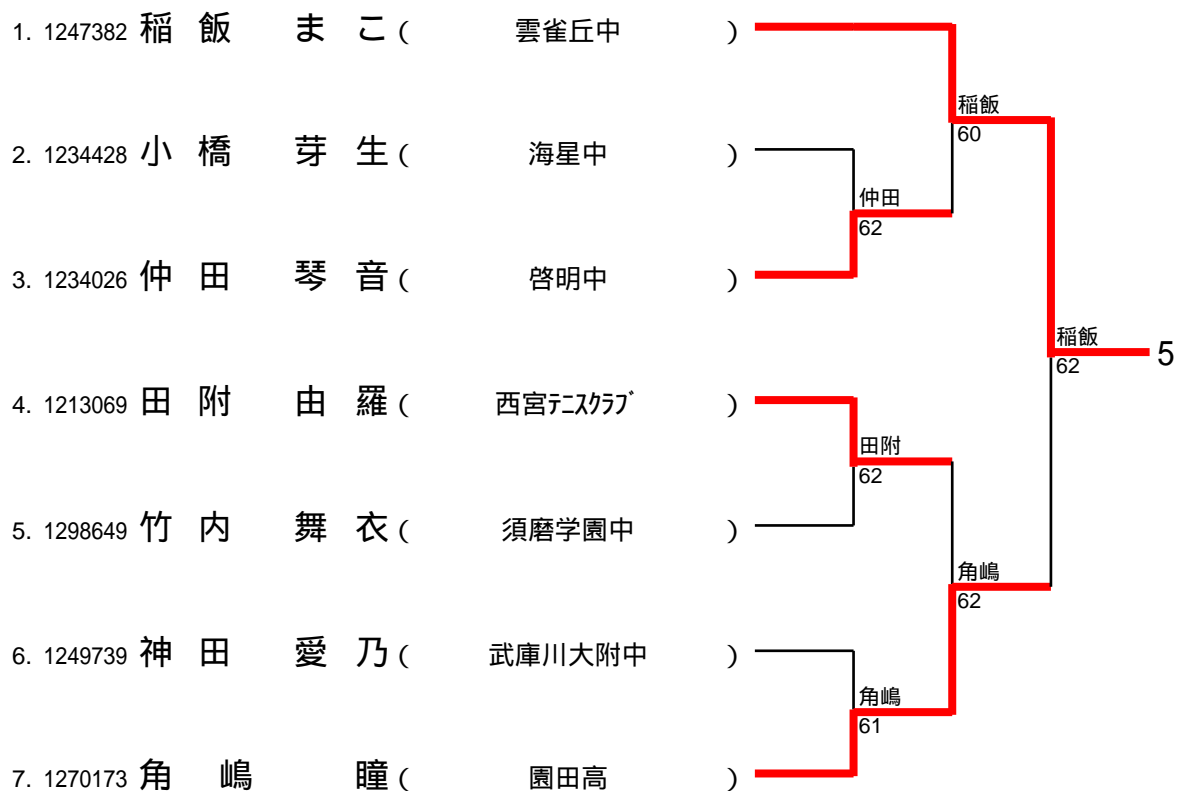 1. 1247382 稲飯 まこ ( 雲雀丘中 )
稲飯
60
2. 1234428 小橋 芽生 ( 海星中 )
仲田
62
3. 1234026 仲田 琴音 ( 啓明中 )
稲飯
62
5
4. 1213069 田附 由羅 ( 西宮ﾃﾆｽｸﾗﾌﾞ )
田附
62
5. 1298649 竹内 舞衣 ( 須磨学園中 )
角嶋
62
6. 1249739 神田 愛乃 ( 武庫川大附中 )
角嶋
61
7. 1270173 角嶋 瞳 ( 園田高 )